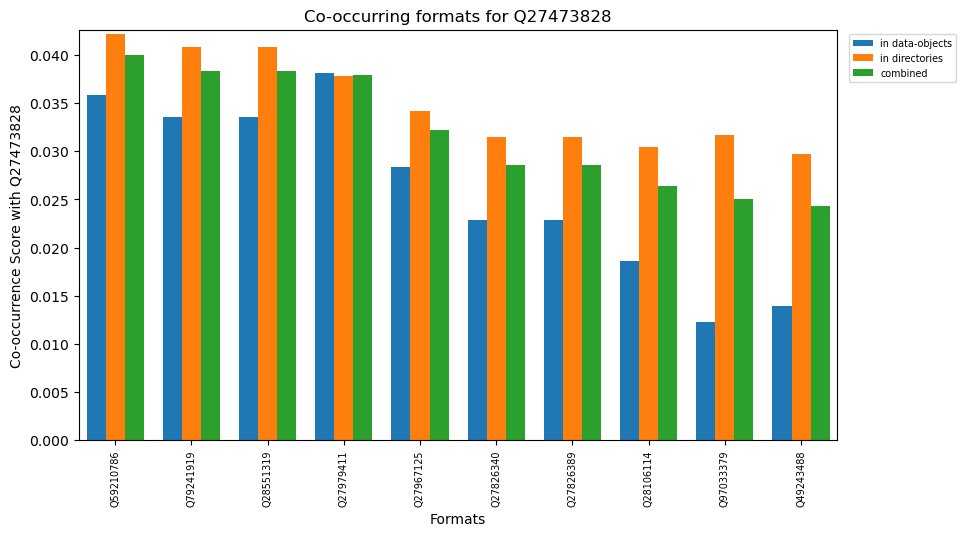 Co-occurring formats for Q27473828
Co-occurrence Score with Q27473828
0.040
0.035
0.030
0.025
0.020
0.015
0.010
0.005
0.000
in data-objects
in directories
combined
Q59210786
Q79241919
Q28551319
Q27979411
Q27967125
Q27826340
Q27826389
Q28106114
Q97033379
Q49243488
Formats